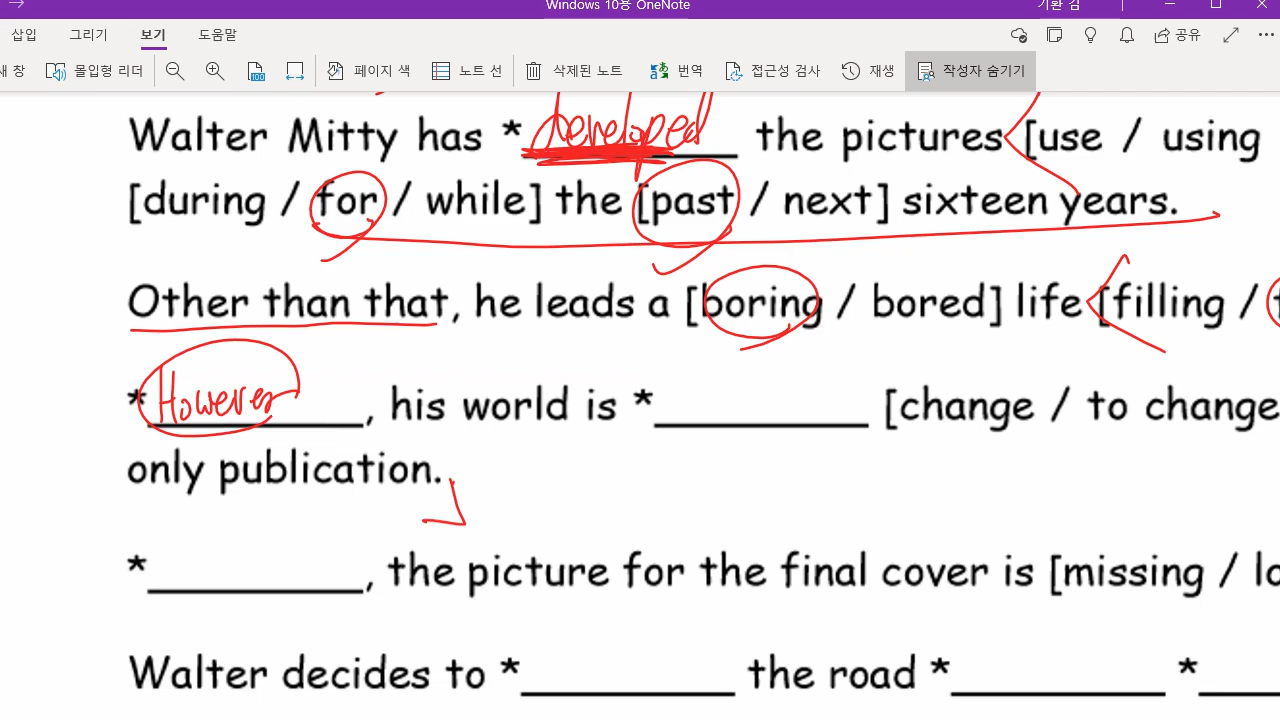 Windows 10용 OneNote
기환 김
삽입 그리기 보기 도움말
공유
새 창 몰입형 리더 100 페이지 색 노트 선 삭제된 노트 번역 접근성 검사 재생 작성자 숨기기
Walter Mitty has *developed the pictures [use / using
[during / for / while] the [past / next] sixteen years.
Other than that, he leads a [boring / bored] life [filling /
*However, his world is *__________ [change / to change
only publication.
*__________, the picture for the final cover is [missing /
Walter decides to *__________ the road *__________ *